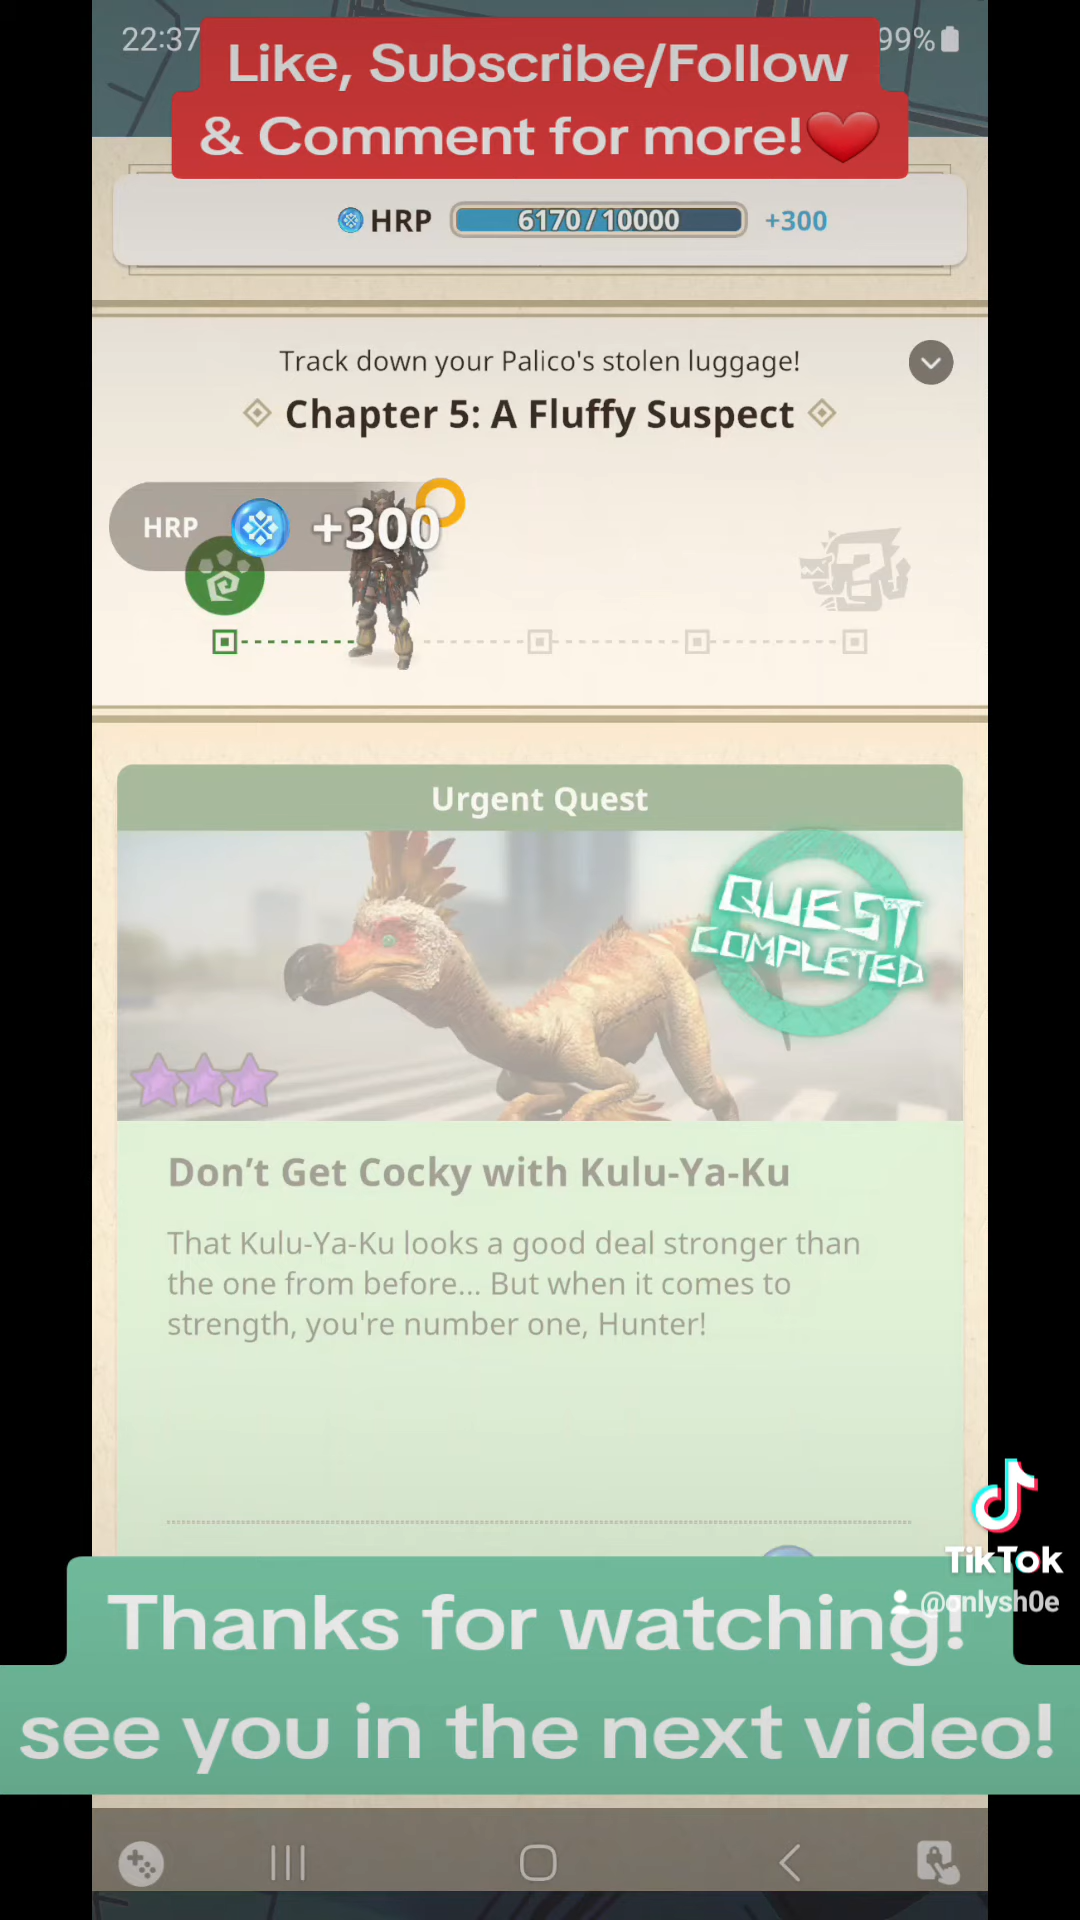 22:37
99%
Like, Subscribe/Follow
& Comment for more!
HRP 6170/10000 +300
Track down your Palico's stolen luggage!
Chapter 5: A Fluffy Suspect
HRP +300
Urgent Quest
QUEST
COMPLETED
Don’t Get Cocky with Kulu-Ya-Ku
That Kulu-Ya-Ku looks a good deal stronger than
the one from before... But when it comes to
strength, you're number one, Hunter!
TikTok
@onlysh0e
Thanks for watching!
see you in the next video!